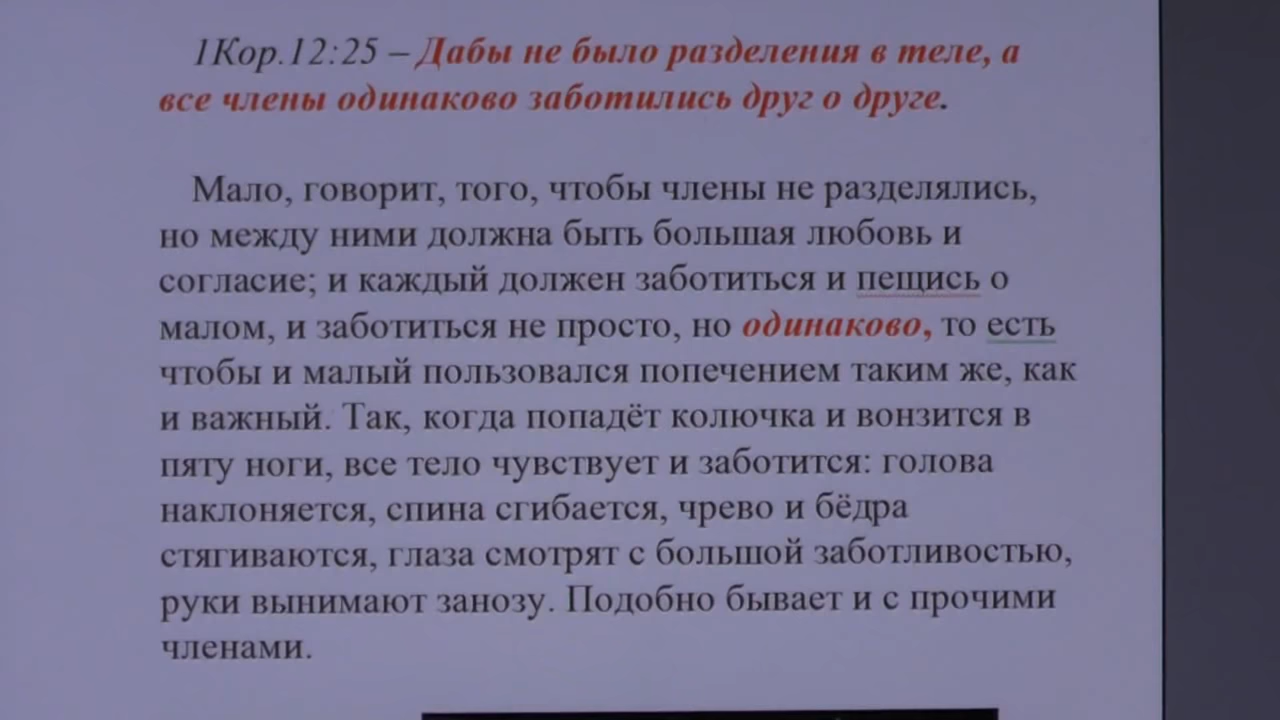 1Кор.12:25 – Дабы не было разделения в теле, а
все члены одинаково заботились друг о друге.
Мало, говорит, того, чтобы члены не разделялись,
но между ними должна быть большая любовь и
согласие; и каждый должен заботиться и пещись о
малом, и заботиться не просто, но одинаково, то есть
чтобы и малый пользовался попечением таким же, как
и важный. Так, когда попадёт колючка и вонзится в
пяту ноги, все тело чувствует и заботится: голова
наклоняется, спина сгибается, чрево и бёдра
стягиваются, глаза смотрят с большой заботливостью,
руки вынимают занозу. Подобно бывает и с прочими
членами.